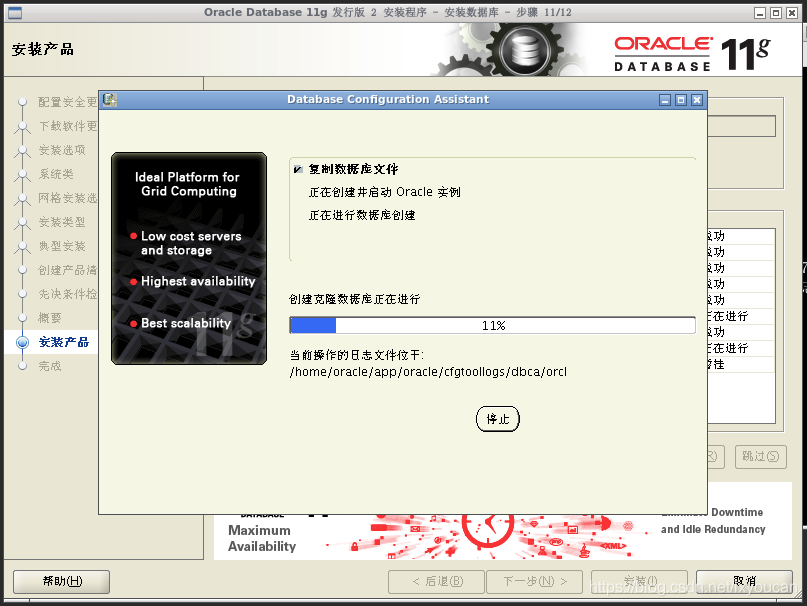 Oracle Database 11g 发行版 2 安装程序 - 安装数据库 - 步骤 11/12
安装产品
ORACLE
DATABASE
11g
配置安全更
下载软件更
安装选项
系统类
网格安装选
安装类型
典型安装
创建产品清
先决条件检
概要
安装产品
完成
Database Configuration Assistant
Ideal Platform for
Grid Computing
Low cost servers
and storage
Highest availability
Best scalability
11g
复制数据库文件
正在创建并启动 Oracle 实例
正在进行数据库创建
创建克隆数据库正在进行
11%
当前操作的日志文件位于:
/home/oracle/app/oracle/cfgtoollogs/dbca/orcl
停止
功
功
功
功
功
正在进行
功
正在进行
性
R)
跳过(S)
DATABASE
Maximum
Availability
<XML>
Eliminate Downtime
and Idle Redundancy
帮助(H)
< 后退(B)
下一步(N) >
安装(I)
取消
https://blog.csdn.net/lxyoucan